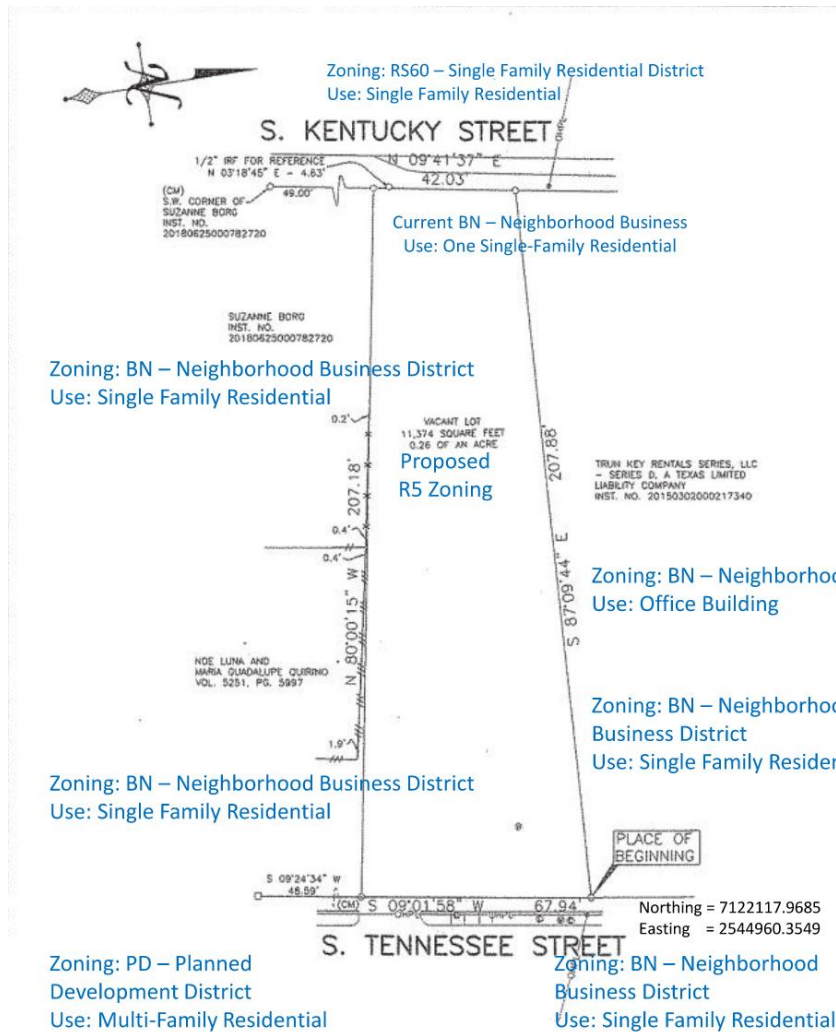 Zoning: RS60 – Single Family Residential District
Use: Single Family Residential
OHPL
S. KENTUCKY STREET
1/2" IRF FOR REFERENCE
N 03°18'45" E - 4.63'
N 09°41'37" E
42.03'
49.00'
(CM)
S.W. CORNER OF
SUZANNE BORG
INST. NO.
20180625000782720
Current BN – Neighborhood Business
Use: One Single-Family Residential
SUZANNE BORG
INST. NO.
20180625000782720
Zoning: BN – Neighborhood Business District
Use: Single Family Residential
0.2'
VACANT LOT
11,374 SQUARE FEET
0.26 OF AN ACRE
Proposed
R5 Zoning
207.88'
S 87°09'44" E
TRUN KEY RENTALS SERIES, LLC
- SERIES D, A TEXAS LIMITED
LIABILITY COMPANY
INST. NO. 20150302000217340
207.18'
N 80°00'15" W
0.4'
0.4'
Zoning: BN – Neighborhoo
Use: Office Building
NOE LUNA AND
MARIA GUADALUPE QUIRINO
VOL. 5251, PG. 5997
Zoning: BN – Neighborhoo
Business District
Use: Single Family Residen
1.9'
Zoning: BN – Neighborhood Business District
Use: Single Family Residential
PLACE OF
BEGINNING
S 09°24'34" W
48.59'
(CM) S 09°01'58" W 67.94'
OHPL
Northing = 7122117.9685
Easting = 2544960.3549
S. TENNESSEE STREET
Zoning: PD – Planned
Development District
Use: Multi-Family Residential
Zoning: BN – Neighborhood
Business District
Use: Single Family Residential